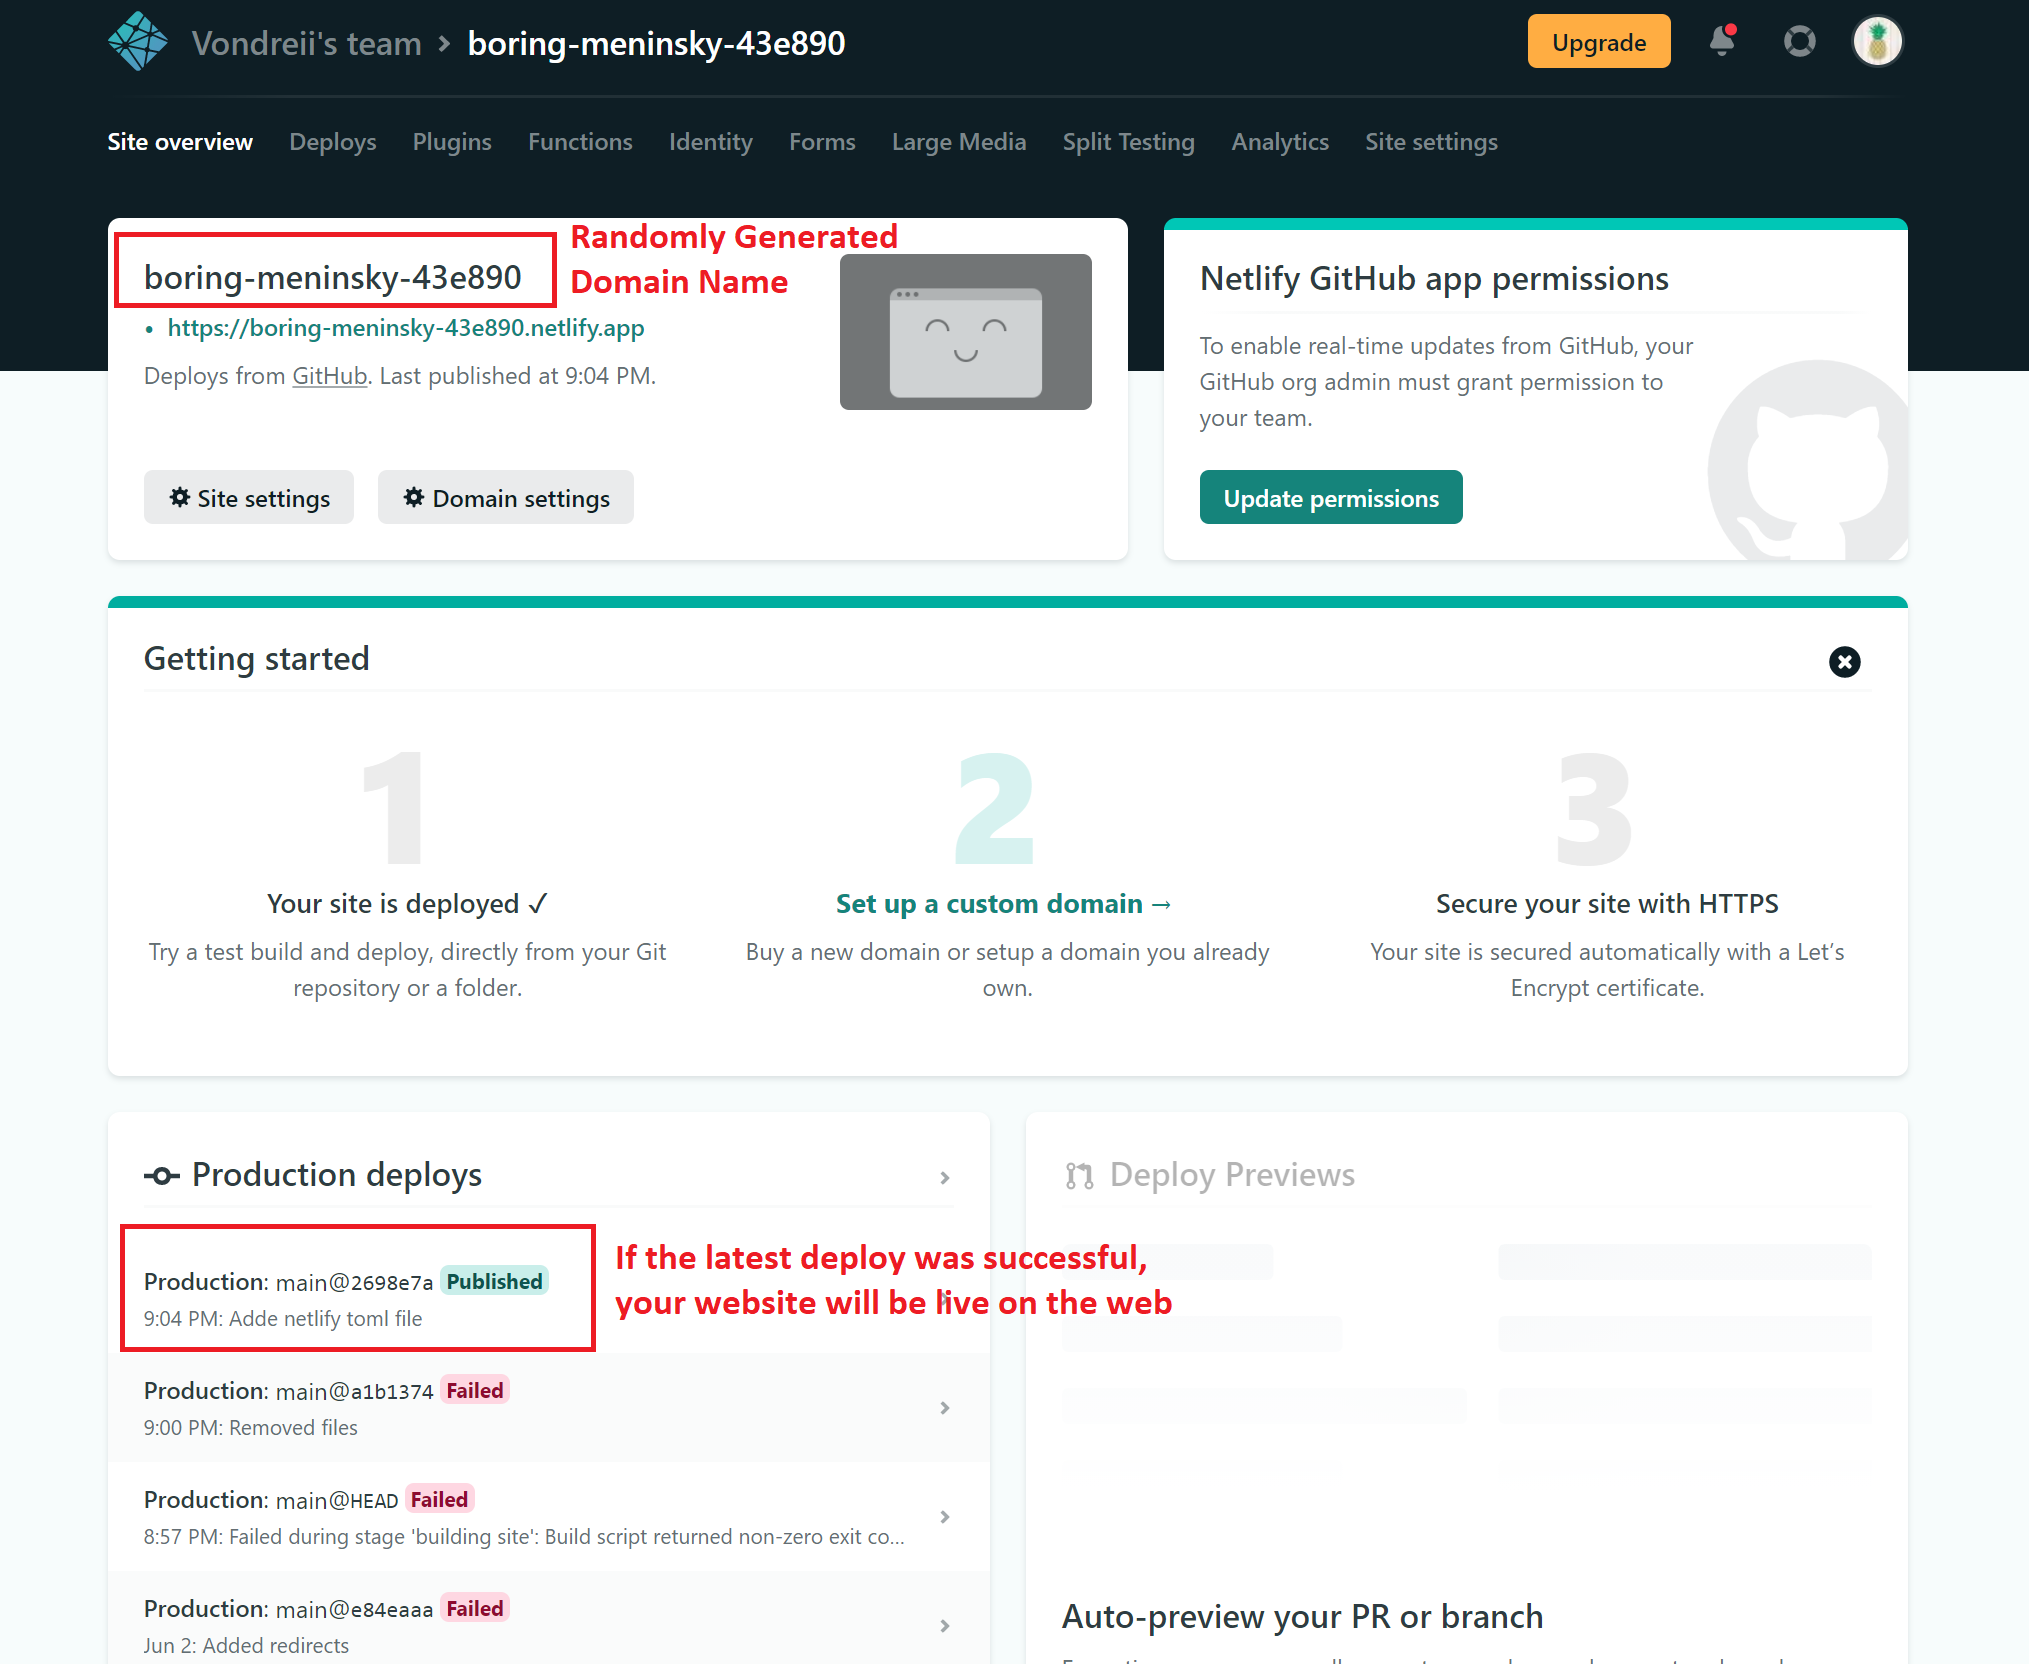 Vondreii's team > boring-meninsky-43e890
Upgrade
Site overview Deploys Plugins Functions Identity Forms Large Media Split Testing Analytics Site settings
boring-meninsky-43e890
Randomly Generated
Domain Name
• https://boring-meninsky-43e890.netlify.app
Deploys from GitHub. Last published at 9:04 PM.
Site settings
Domain settings
Netlify GitHub app permissions
To enable real-time updates from GitHub, your
GitHub org admin must grant permission to
your team.
Update permissions
Getting started
1
Your site is deployed ✓
Try a test build and deploy, directly from your Git
repository or a folder.
2
Set up a custom domain →
Buy a new domain or setup a domain you already
own.
3
Secure your site with HTTPS
Your site is secured automatically with a Let’s
Encrypt certificate.
Production deploys
Production: main@2698e7a Published
9:04 PM: Adde netlify toml file
If the latest deploy was successful,
your website will be live on the web
Production: main@a1b1374 Failed
9:00 PM: Removed files
Production: main@HEAD Failed
8:57 PM: Failed during stage 'building site': Build script returned non-zero exit co...
Production: main@e84eaaa Failed
Jun 2: Added redirects
Deploy Previews
Auto-preview your PR or branch